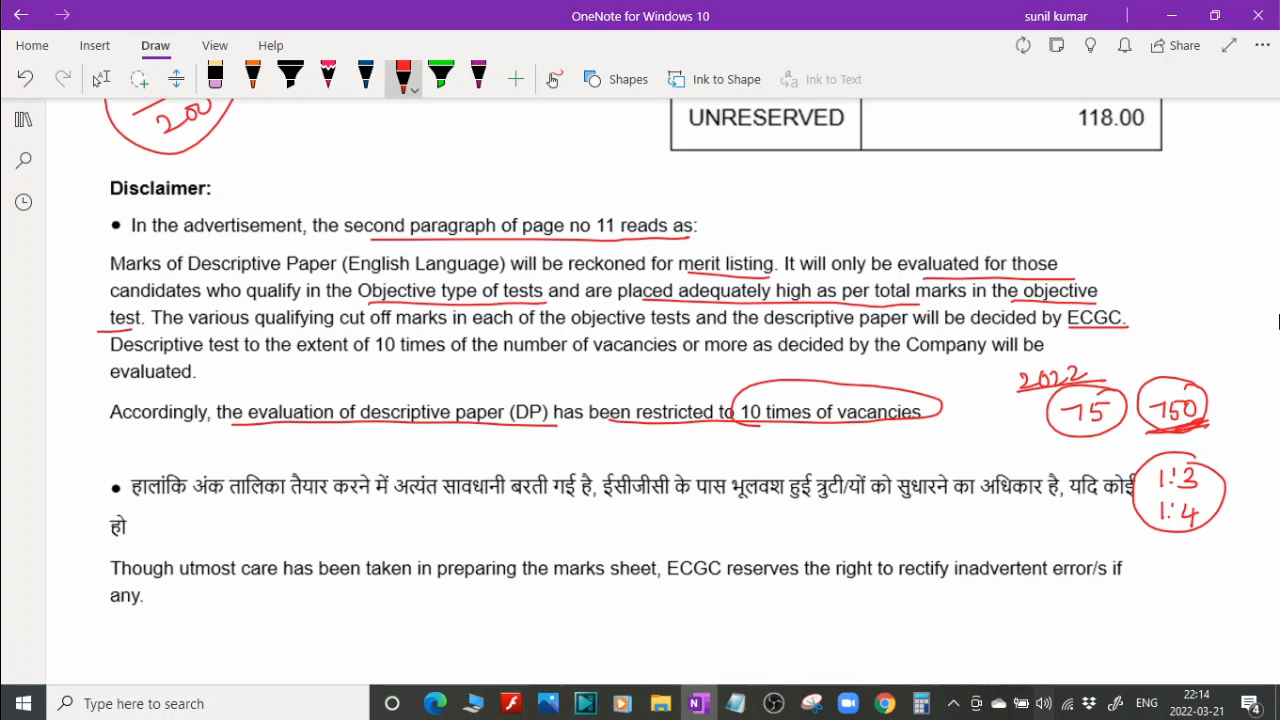 OneNote for Windows 10
sunil kumar
Home Insert Draw View Help
Share
Shapes
Ink to Shape
Ink to Text
200
UNRESERVED 118.00
Disclaimer:
● In the advertisement, the second paragraph of page no 11 reads as:
Marks of Descriptive Paper (English Language) will be reckoned for merit listing. It will only be evaluated for those
candidates who qualify in the Objective type of tests and are placed adequately high as per total marks in the objective
test. The various qualifying cut off marks in each of the objective tests and the descriptive paper will be decided by ECGC.
Descriptive test to the extent of 10 times of the number of vacancies or more as decided by the Company will be
evaluated.
2022
Accordingly, the evaluation of descriptive paper (DP) has been restricted to 10 times of vacancies
75 750
● हालांकि अंक तालिका तैयार करने में अत्यंत सावधानी बरती गई है, ईसीजीसी के पास भूलवश हुई त्रुटी/यों को सुधारने का अधिकार है, यदि कोई
हो
1:3
1:4
Though utmost care has been taken in preparing the marks sheet, ECGC reserves the right to rectify inadvertent error/s if
any.
Type here to search
ENG
22:14
2022-03-21
4